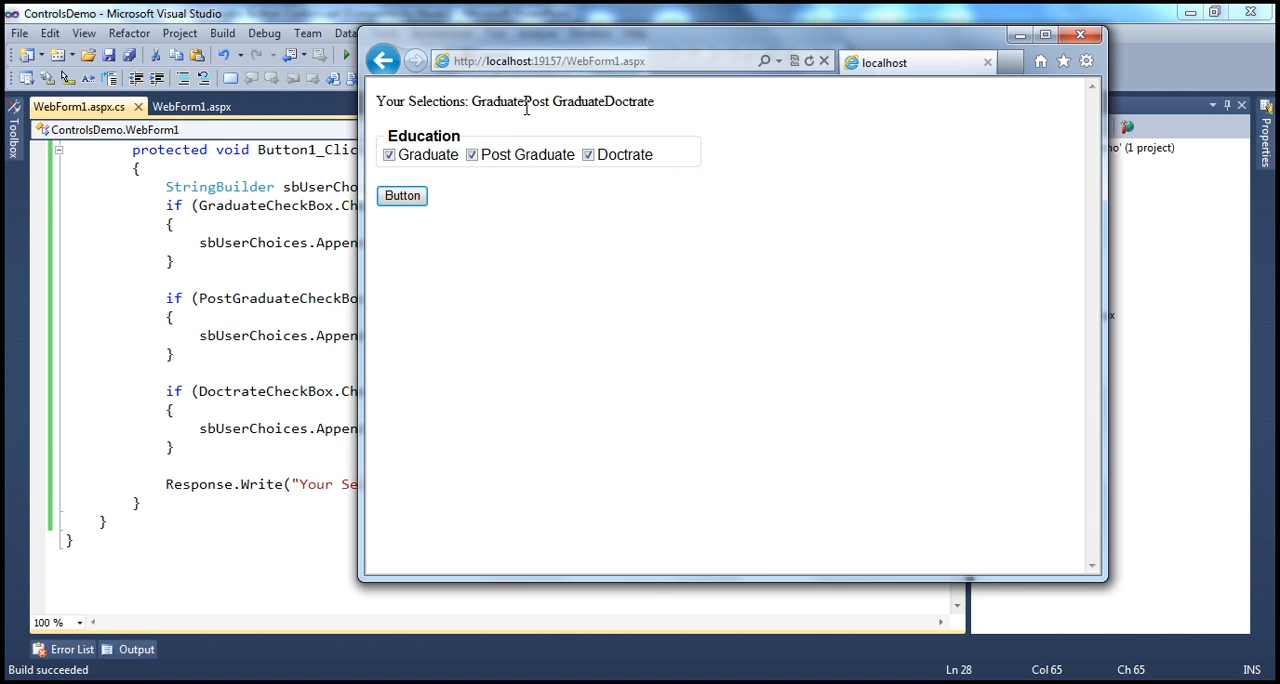 ControlsDemo - Microsoft Visual Studio
File Edit View Refactor Project Build Debug Team Data
http://localhost:19157/WebForm1.aspx
localhost
WebForm1.aspx.cs WebForm1.aspx
ControlsDemo.WebForm1
Toolbox
Properties
(1 project)
protected void Button1_Clic
{
StringBuilder sbUserCho
if (GraduateCheckBox.Ch
{
sbUserChoices.Appen
}
if (PostGraduateCheckBo
{
sbUserChoices.Appen
}
if (DoctrateCheckBox.Ch
{
sbUserChoices.Appen
}
Response.Write("Your Se
}
}
}
Your Selections: GraduatePost GraduateDoctrate
Education
Graduate Post Graduate Doctrate
Button
100 %
Error List Output
Build succeeded Ln 28 Col 65 Ch 65 INS